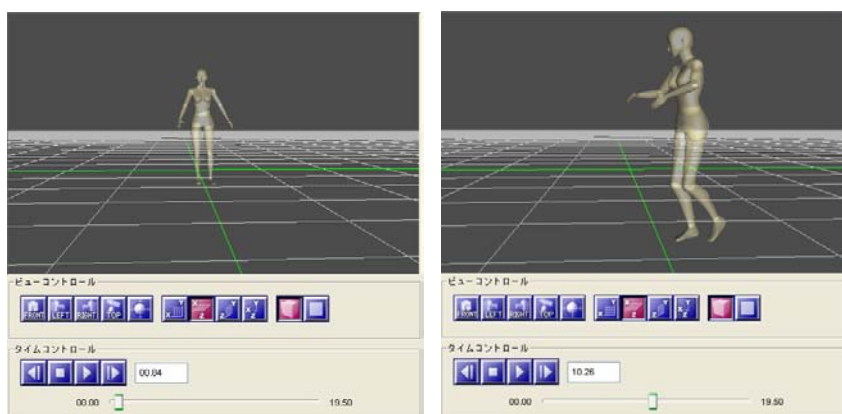 ビューコントロール
FRONT LEFT RIGHT TOP X Y X Z Z Y X Y Z
タイムコントロール
00.84
00.00 19.50
ビューコントロール
FRONT LEFT RIGHT TOP X Y X Z Z Y X Y Z
タイムコントロール
10.26
00.00 19.50